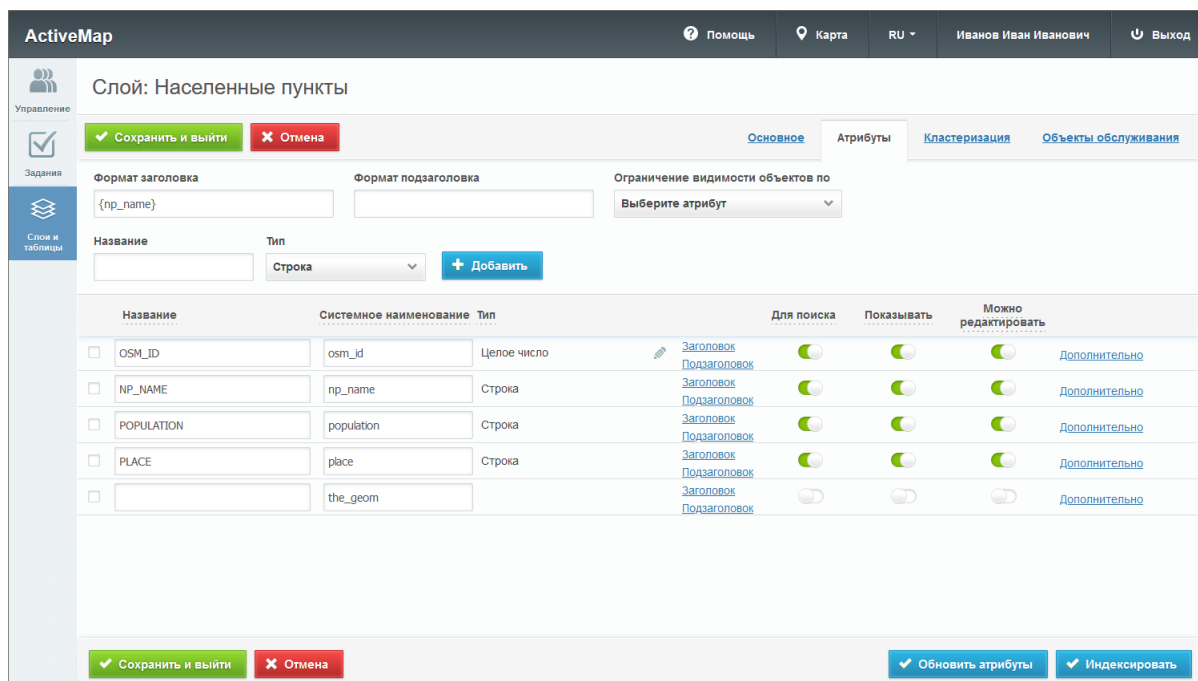 ActiveMap
Помощь
Карта
RU
Иванов Иван Иванович
Выход
Управление
Задания
Слои и
таблицы
Слой: Населенные пункты
Сохранить и выйти
Отмена
Основное
Атрибуты
Кластеризация
Объекты обслуживания
Формат заголовка
Формат подзаголовка
Ограничение видимости объектов по
{np_name}
Выберите атрибут
Название
Тип
Строка
Добавить
Название
Системное наименование
Тип
Для поиска
Показывать
Можно
редактировать
OSM_ID
osm_id
Целое число
Заголовок
Подзаголовок
Дополнительно
NP_NAME
np_name
Строка
Заголовок
Подзаголовок
Дополнительно
POPULATION
population
Строка
Заголовок
Подзаголовок
Дополнительно
PLACE
place
Строка
Заголовок
Подзаголовок
Дополнительно
the_geom
Заголовок
Подзаголовок
Дополнительно
Сохранить и выйти
Отмена
Обновить атрибуты
Индексировать